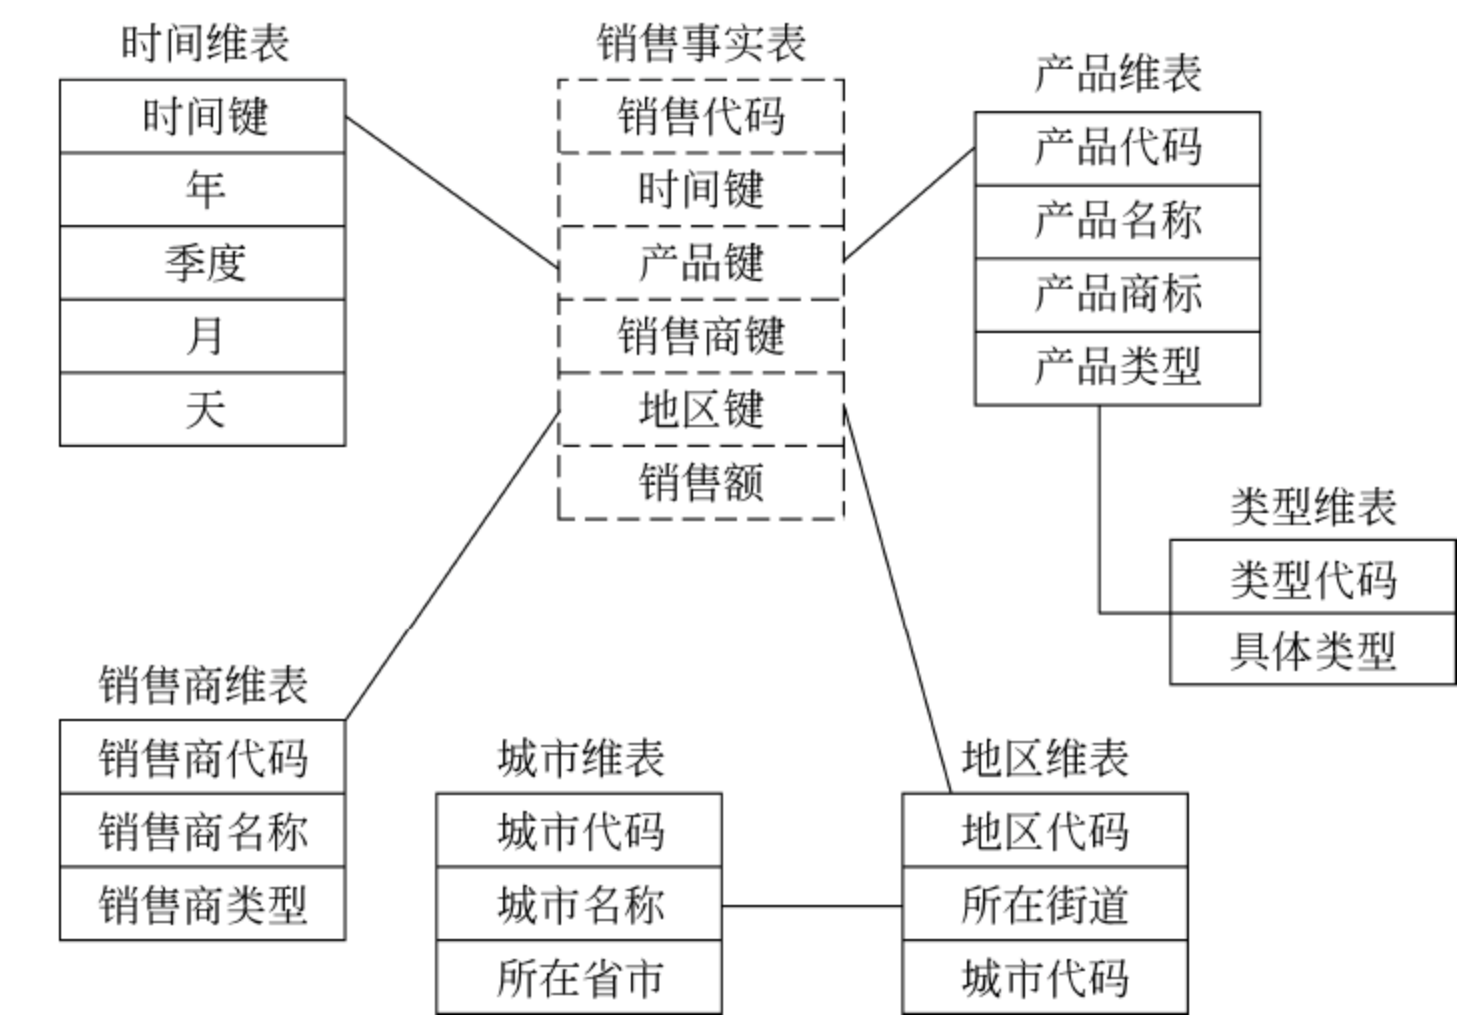 时间维表
时间键
年
季度
月
天
销售事实表
销售代码
时间键
产品键
销售商键
地区键
销售额
产品维表
产品代码
产品名称
产品商标
产品类型
类型维表
类型代码
具体类型
销售商维表
销售商代码
销售商名称
销售商类型
城市维表
城市代码
城市名称
所在省市
地区维表
地区代码
所在街道
城市代码